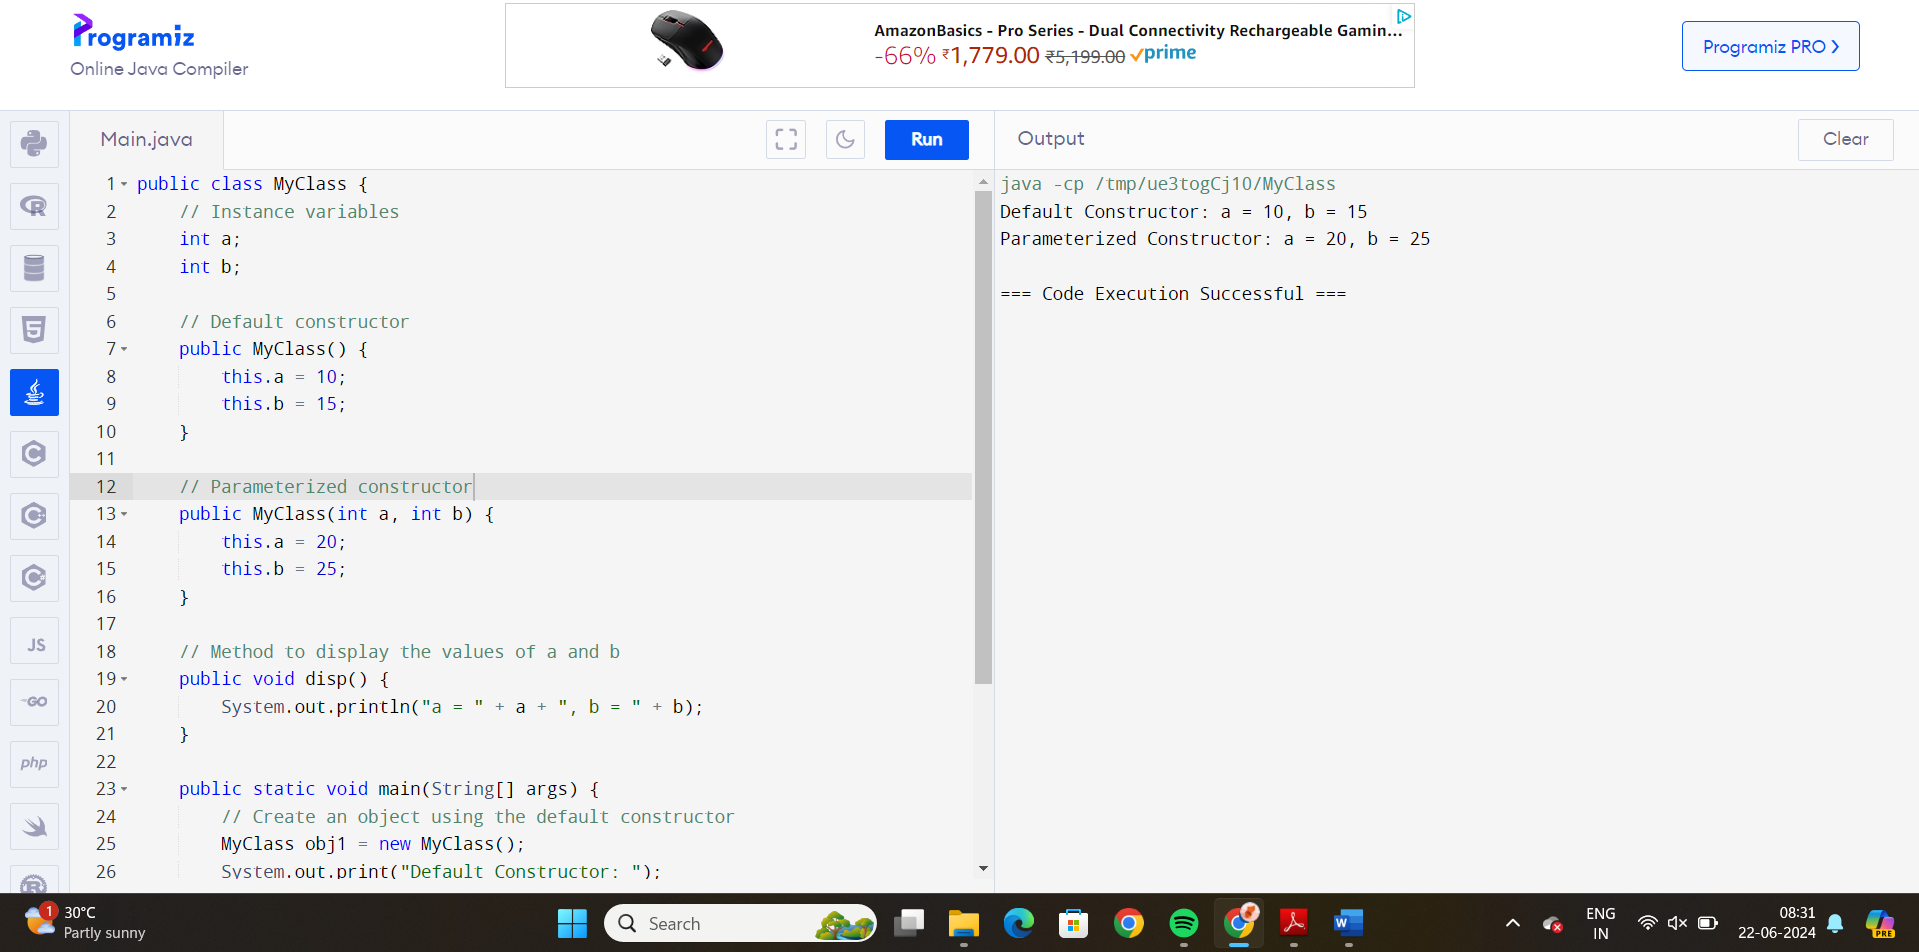 Programiz
Online Java Compiler
AmazonBasics - Pro Series - Dual Connectivity Rechargeable Gamin...
-66% ₹1,779.00 ₹5,199.00 prime
Programiz PRO
Main.java
Run
Output
Clear
1 public class MyClass {
2 // Instance variables
3 int a;
4 int b;
5
6 // Default constructor
7 public MyClass() {
8 this.a = 10;
9 this.b = 15;
10 }
11
12 // Parameterized constructor
13 public MyClass(int a, int b) {
14 this.a = 20;
15 this.b = 25;
16 }
17
18 // Method to display the values of a and b
19 public void disp() {
20 System.out.println("a = " + a + ", b = " + b);
21 }
22
23 public static void main(String[] args) {
24 // Create an object using the default constructor
25 MyClass obj1 = new MyClass();
26 System.out.print("Default Constructor: ");
java -cp /tmp/ue3togCj10/MyClass
Default Constructor: a = 10, b = 15
Parameterized Constructor: a = 20, b = 25
=== Code Execution Successful ===
R
5
C
C
C
JS
GO
php
R
1
30°C
Partly sunny
Search
W
ENG
IN
08:31
22-06-2024
PRE